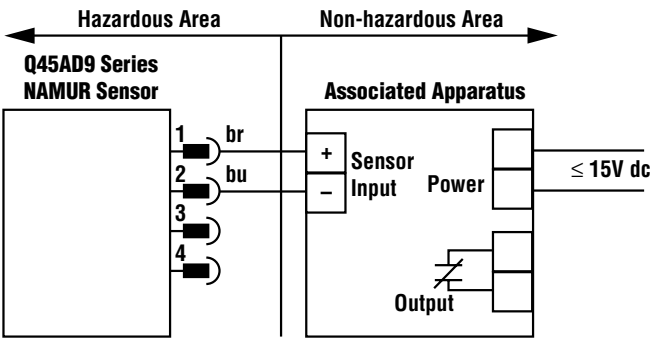 Hazardous Area
Non-hazardous Area
Q45AD9 Series
NAMUR Sensor
Associated Apparatus
1
br
2
bu
3
4
+
–
Sensor
Input
Power
≤ 15V dc
Output